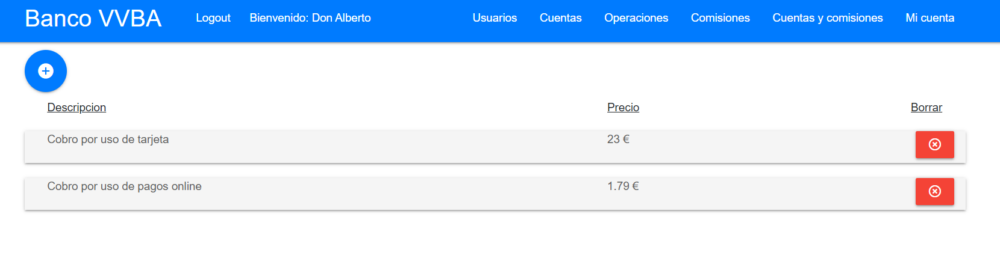 Banco VVBA Logout Bienvenido: Don Alberto Usuarios Cuentas Operaciones Comisiones Cuentas y comisiones Mi cuenta
Descripcion Precio Borrar
Cobro por uso de tarjeta 23 €
Cobro por uso de pagos online 1.79 €